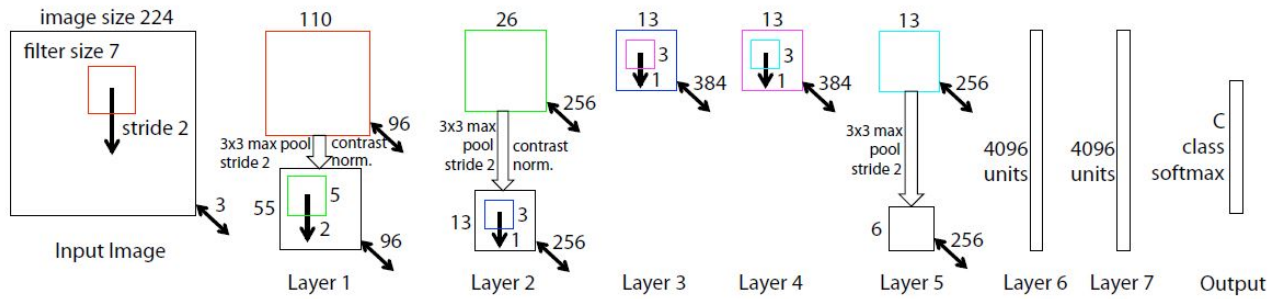 image size 224
filter size 7
stride 2
3
Input Image
110
96
3x3 max pool
stride 2
contrast
norm.
55
5
2
96
Layer 1
26
256
3x3 max
pool
stride 2
contrast
norm.
13
3
1
256
Layer 2
13
3
1
384
Layer 3
13
3
1
384
Layer 4
13
256
3x3 max
pool
stride 2
6
256
Layer 5
4096
units
Layer 6
4096
units
Layer 7
C
class
softmax
Output